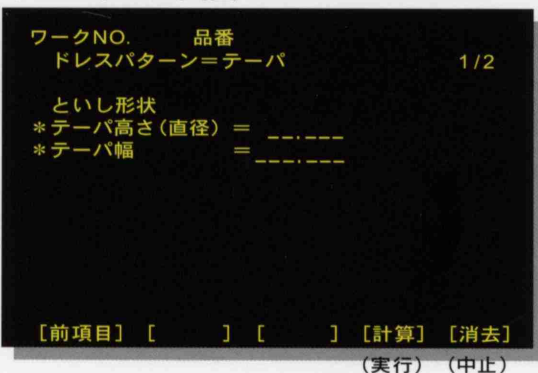 ワークNO. 品番
ドレスパターン=テーパ 1/2
といし形状
*テーパ高さ(直径) = __.___
*テーパ幅 =___.___
[前項目] [ ] [ ] [計算] [消去]
(実行) (中止)